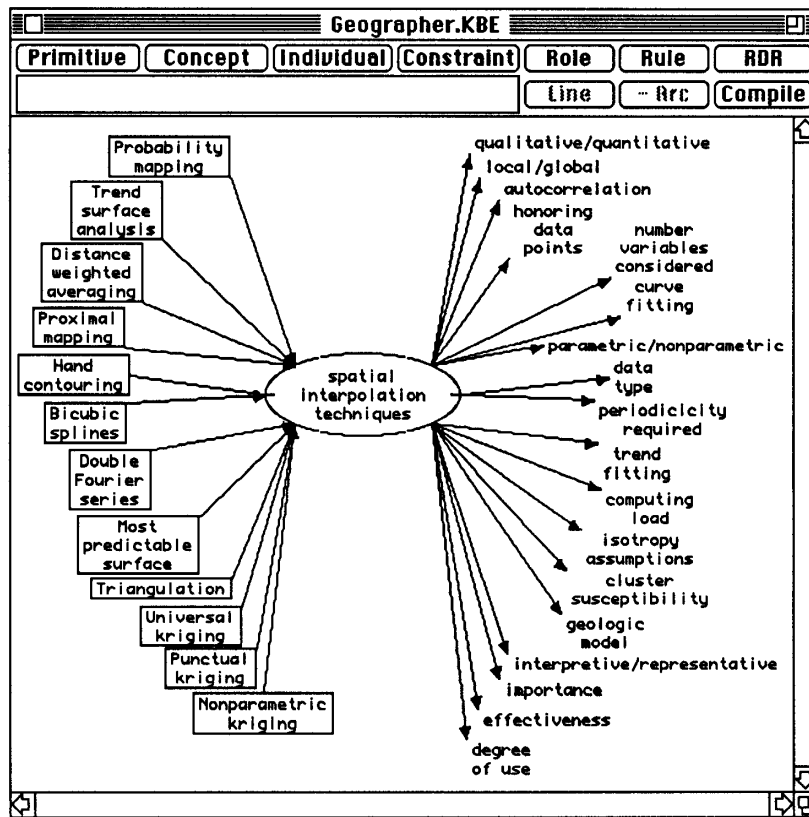 Geographer.KBE
Primitive Concept Individual Constraint Role Rule RDR
Line Arc Compile
Probability
mapping
Trend
surface
analysis
Distance
weighted
averaging
Proximal
mapping
Hand
contouring
Bicubic
splines
Double
Fourier
series
Most
predictable
surface
Triangulation
Universal
kriging
Punctual
kriging
Nonparametric
kriging
spatial
interpolation
techniques
qualitative/quantitative
local/global
autocorrelation
honoring
data
points
number
variables
considered
curve
fitting
parametric/nonparametric
data
type
periodicicity
required
trend
fitting
computing
load
isotropy
assumptions
cluster
susceptibility
geologic
model
interpretive/representative
importance
effectiveness
degree
of use